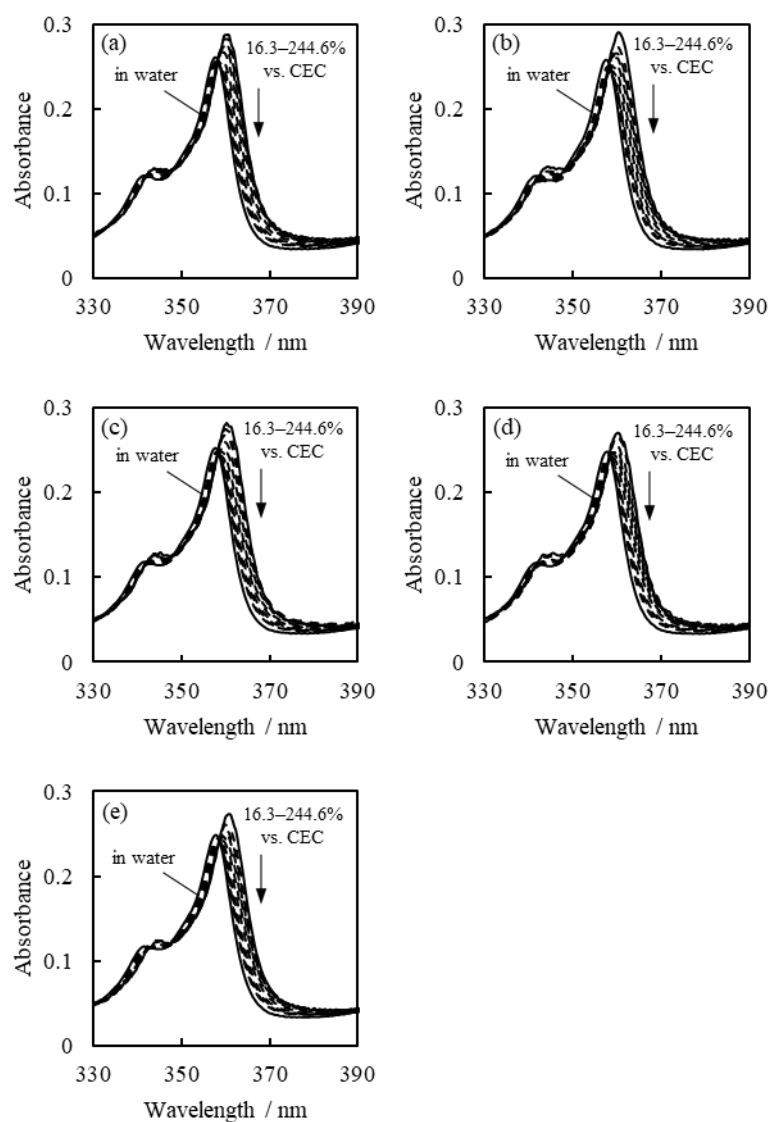 (a)
16.3–244.6%
vs. CEC
in water
0.3
0.2
0.1
0
Absorbance
330 350 370 390
Wavelength / nm
(b)
16.3–244.6%
vs. CEC
in water
0.3
0.2
0.1
0
Absorbance
330 350 370 390
Wavelength / nm
(c)
16.3–244.6%
vs. CEC
in water
0.3
0.2
0.1
0
Absorbance
330 350 370 390
Wavelength / nm
(d)
16.3–244.6%
vs. CEC
in water
0.3
0.2
0.1
0
Absorbance
330 350 370 390
Wavelength / nm
(e)
16.3–244.6%
vs. CEC
in water
0.3
0.2
0.1
0
Absorbance
330 350 370 390
Wavelength / nm